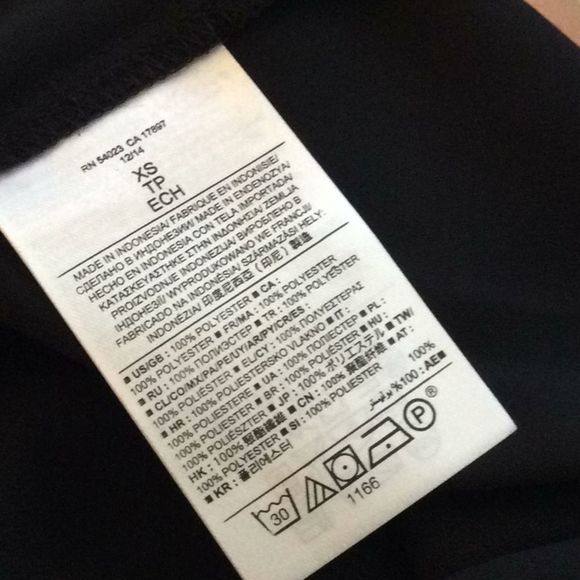 RN 54023 CA 17897
12/14
XS
TP
ECH
MADE IN INDONESIA/ FABRIQUE EN INDONISIE/
СДЕЛАНО В ИНДОНЕЗИИ/ MADE IN ENDENOZYA/
HECHO EN INDONESIA CON TELA IMPORTADA/
ΚΑΤΑΣΚΕΥΑΣΤΗΚΕ ΣΤΗΝ ΙΝΔΟΝΗΣΙΑ/ ZEMLJA
PROIZVODNJE INDONEZIJA/ ВИРОБЛЕНО В
ІНДОНЕЗІЇ/ WYPRODUKOWANO WE FRANCJI/
FABRICADO NA INDONÉSIA/ SZÁRMAZÁSI HELY:
INDONÉZIA/ 印度尼西亞 (印尼) 製造
■ US/GB : 100% POLYESTER ■ CA :
100% POLYESTER ■ FR/MA : 100% POLYESTER
■ RU : 100% ПОЛИЭСТЕР ■ TR : 100% POLYESTER
■ CL/CO/MX/PA/PE/UY/AR/PY/CR/ES :
100% POLIÉSTER ■ EL/CY : 100% ΠΟΛΥΕΣΤΕΡΑΣ
■ HR : 100% POLIESTERSKO VLAKNO ■ IT :
100% POLIESTERE ■ UA : 100% ПОЛІЕСТЕР ■ PL :
100% POLIESTER ■ BR : 100% POLIÉSTER ■ HU :
100% POLIÉSZTER ■ JP : 100% ポリエステル ■ TW/
HK : 100% 聚酯纖維 ■ CN : 100% 聚酯纤维 ■ AT :
100% POLYESTER ■ SI : 100% POLIESTER
■ KR : 폴리에스터 100%
■ AE : 100% بوليستر
30 P ®
1166